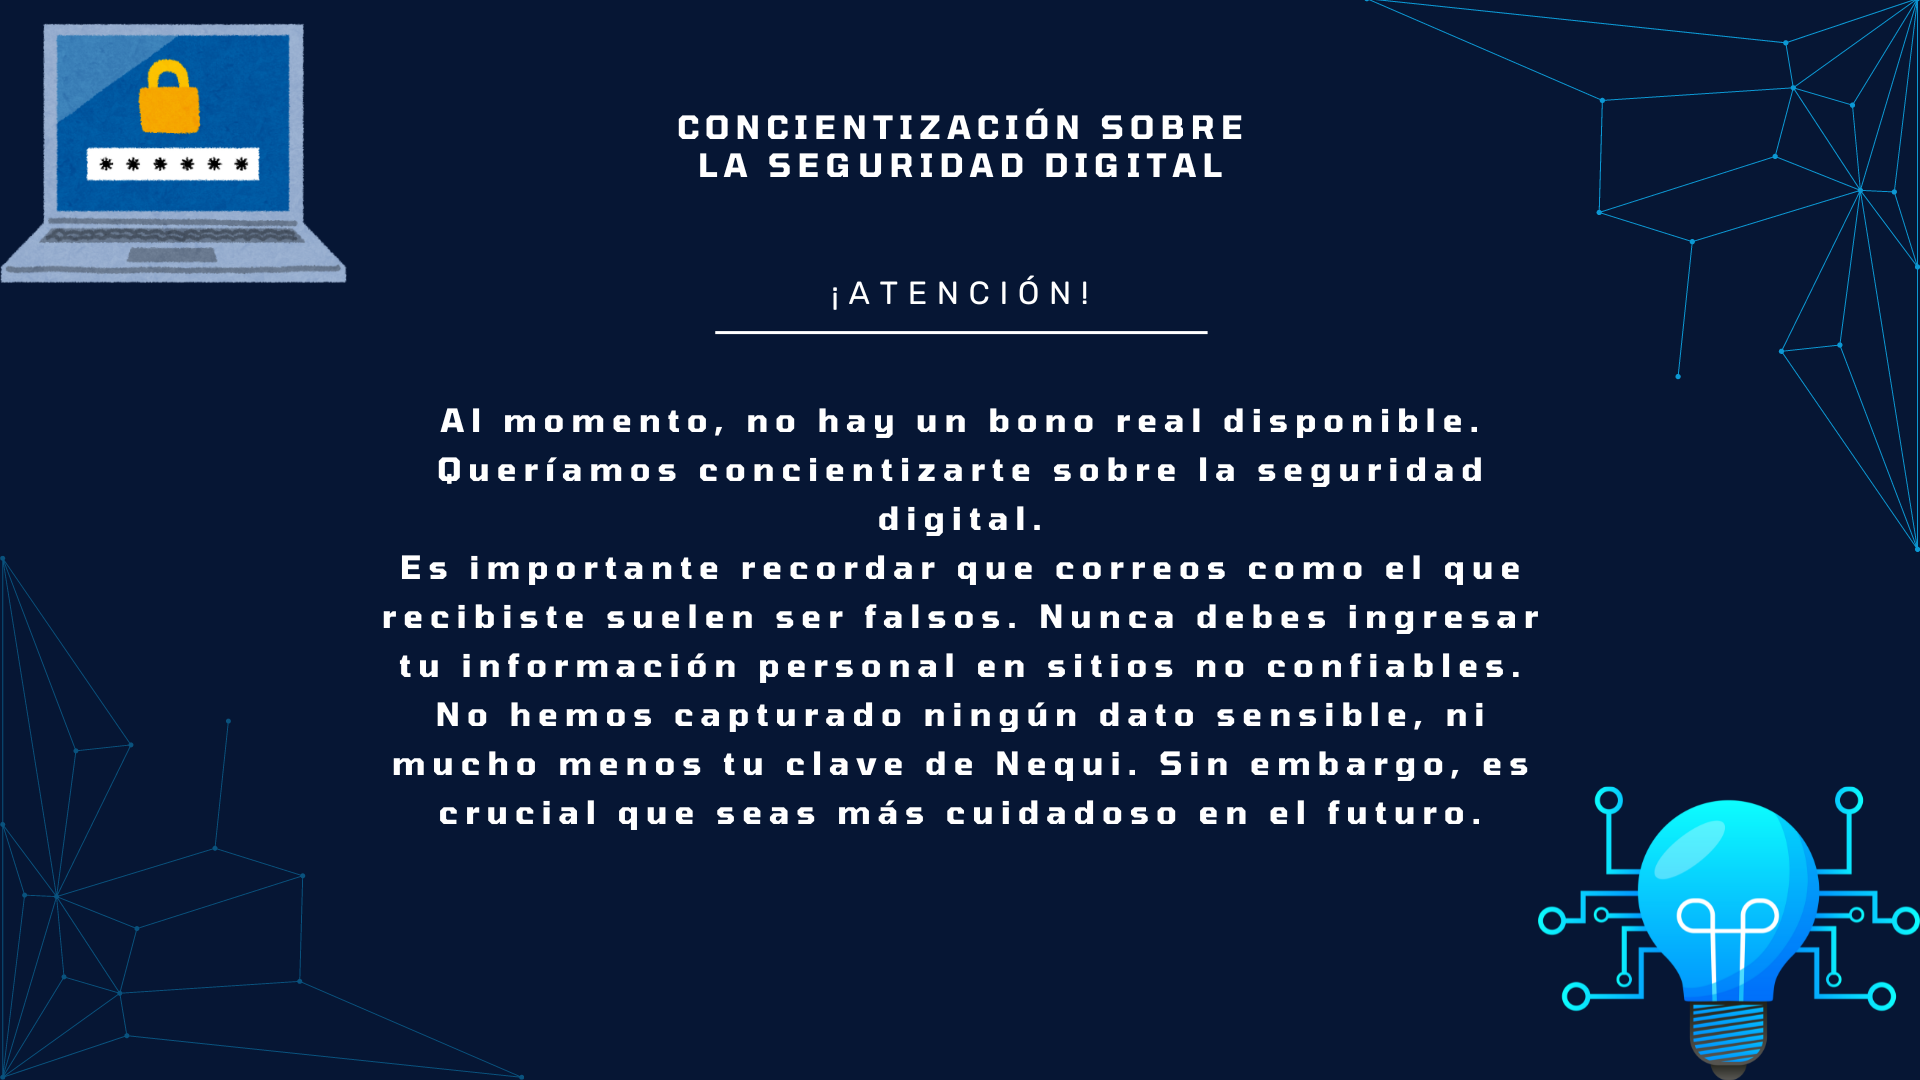 CONCIENTIZACIÓN SOBRE
LA SEGURIDAD DIGITAL
¡ATENCIÓN!
Al momento, no hay un bono real disponible.
Queríamos concientizarte sobre la seguridad
digital.
Es importante recordar que correos como el que
recibiste suelen ser falsos. Nunca debes ingresar
tu información personal en sitios no confiables.
No hemos capturado ningún dato sensible, ni
mucho menos tu clave de Nequi. Sin embargo, es
crucial que seas más cuidadoso en el futuro.